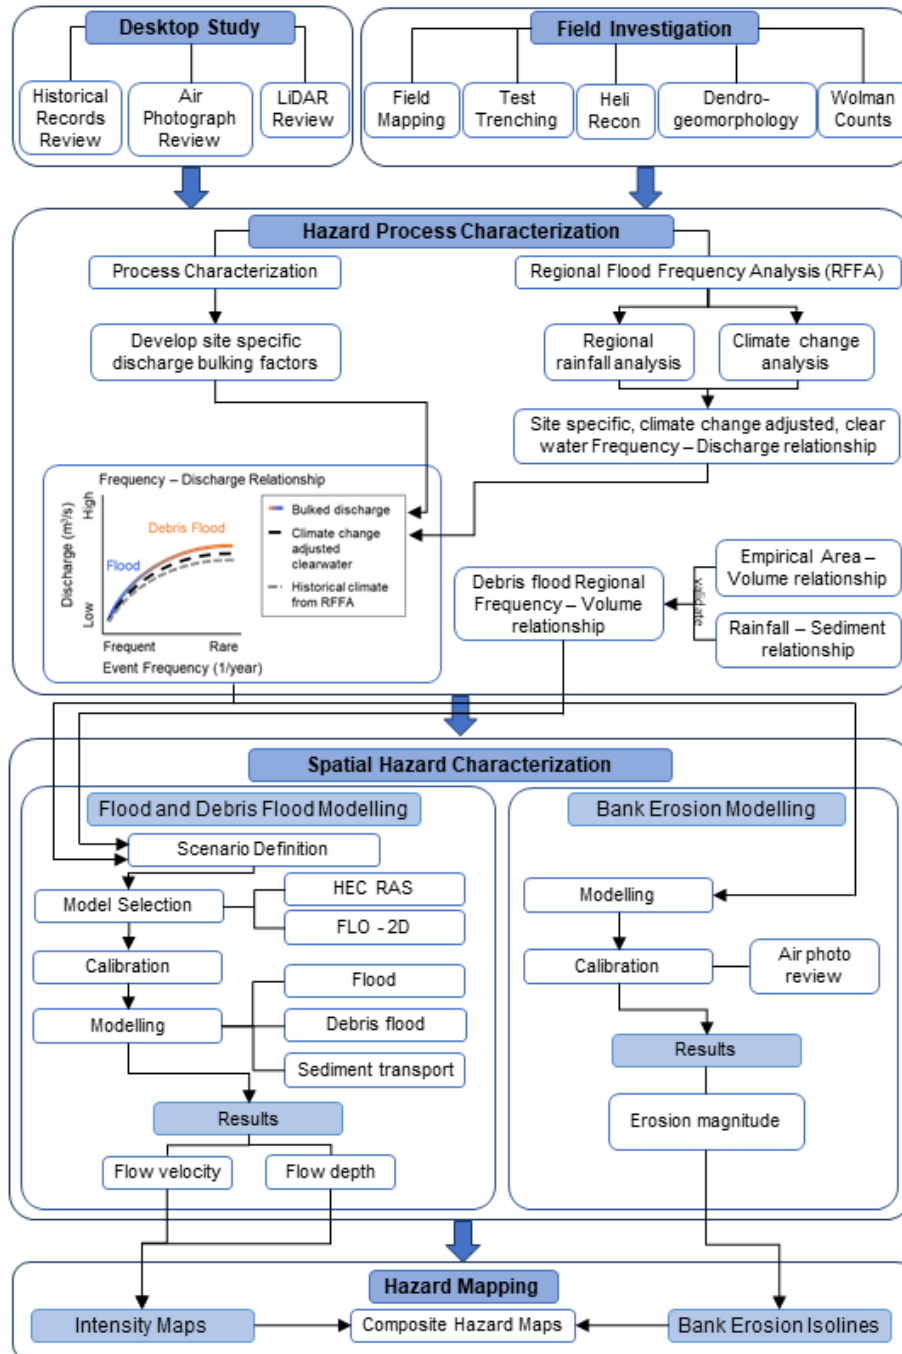 Desktop Study
Historical
Records
Review
Air
Photograph
Review
LiDAR
Review
Field Investigation
Field
Mapping
Test
Trenching
Heli
Recon
Dendro-
geomorphology
Wolman
Counts
Hazard Process Characterization
Process Characterization
Develop site specific
discharge bulking factors
Regional Flood Frequency Analysis (RFFA)
Regional
rainfall analysis
Climate change
analysis
Site specific, climate change adjusted, clear
water Frequency – Discharge relationship
Frequency – Discharge Relationship
Discharge (m³/s)
High
Low
Flood
Debris Flood
Bulked discharge
Climate change
adjusted
clearwater
Historical climate
from RFFA
Frequent
Rare
Event Frequency (1/year)
Debris flood Regional
Frequency – Volume
relationship
validate
Empirical Area –
Volume relationship
Rainfall – Sediment
relationship
Spatial Hazard Characterization
Flood and Debris Flood Modelling
Scenario Definition
Model Selection
HEC RAS
FLO - 2D
Calibration
Modelling
Flood
Debris flood
Sediment transport
Results
Flow velocity
Flow depth
Bank Erosion Modelling
Modelling
Calibration
Air photo
review
Results
Erosion magnitude
Hazard Mapping
Intensity Maps
Composite Hazard Maps
Bank Erosion Isolines